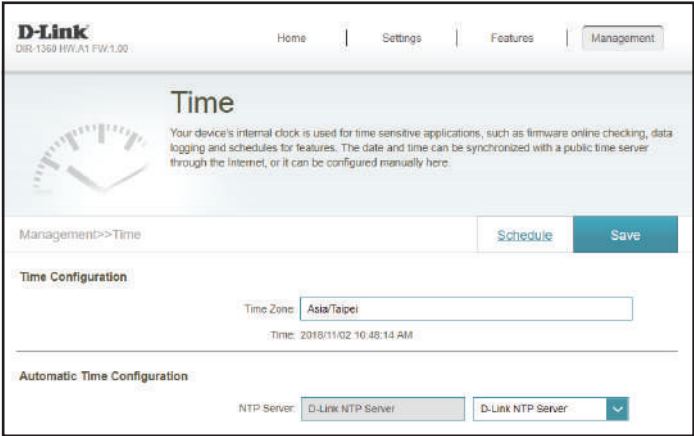 D-Link
DIR-1360 HW:A1 FW:1.00
Home | Settings | Features | Management
Time
Your device's internal clock is used for time sensitive applications, such as firmware online checking, data
logging and schedules for features. The date and time can be synchronized with a public time server
through the Internet, or it can be configured manually here.
Management>>Time
Schedule
Save
Time Configuration
Time Zone: Asia/Taipei
Time: 2018/11/02 10:48:14 AM
Automatic Time Configuration
NTP Server: D-Link NTP Server D-Link NTP Server